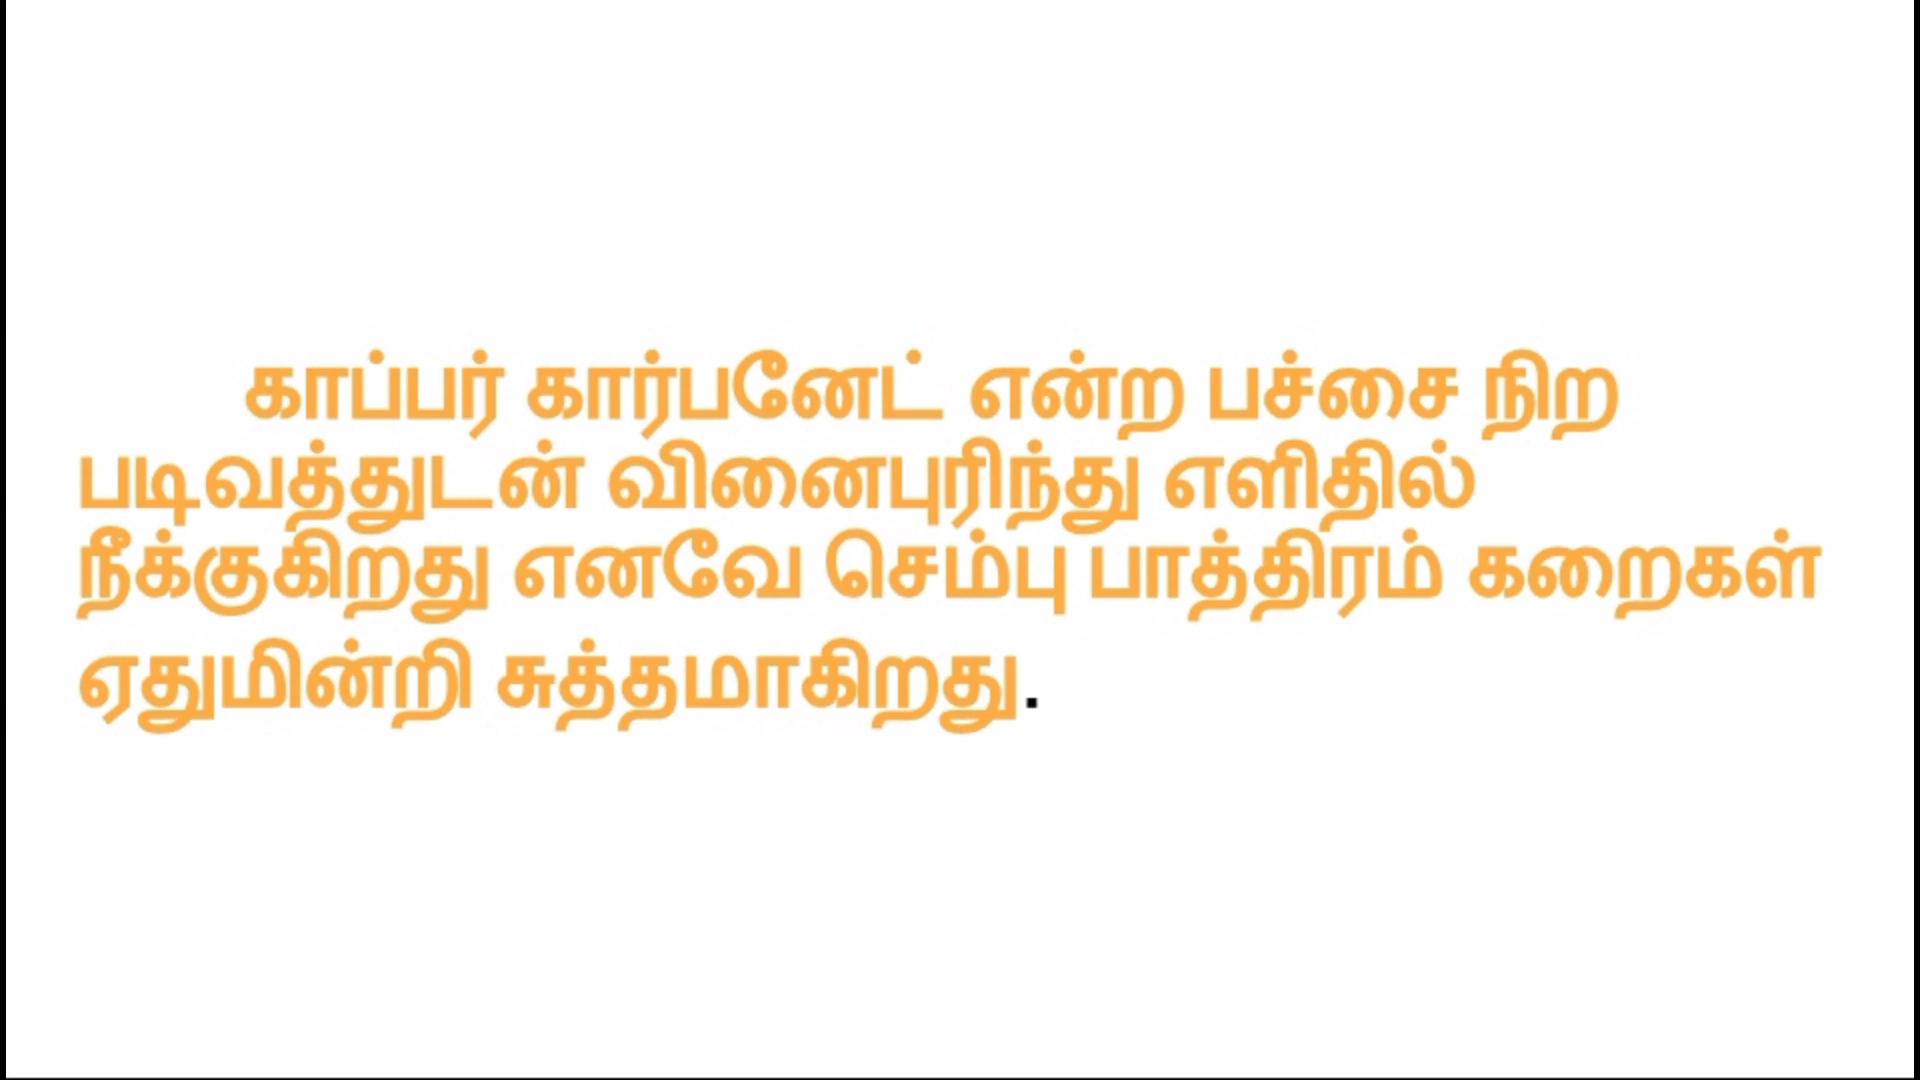 காப்பர் கார்பனேட் என்ற பச்சை நிற
படிவத்துடன் வினைபுரிந்து எளிதில்
நீக்குகிறது எனவே செம்பு பாத்திரம் கறைகள்
ஏதுமின்றி சுத்தமாகிறது.